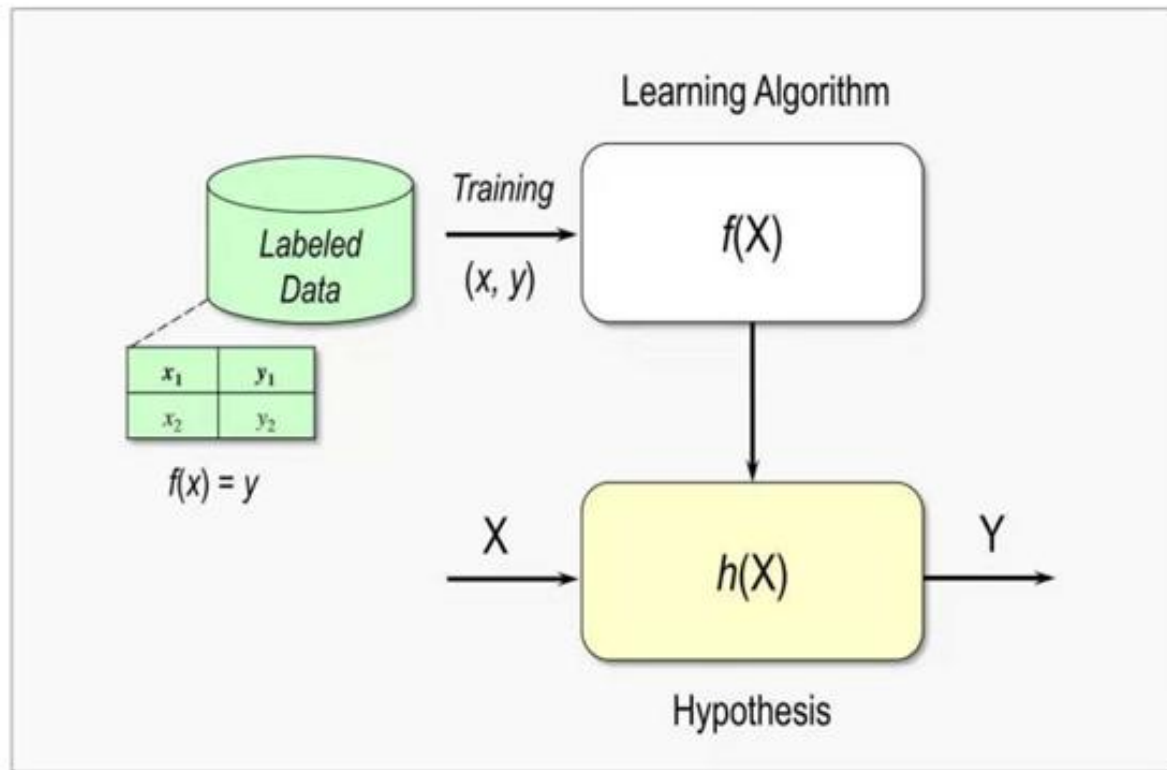 Learning Algorithm
Labeled
Data
Training
(x, y)
f(X)
x₁ y₁
x₂ y₂
f(x) = y
X
h(X)
Y
Hypothesis